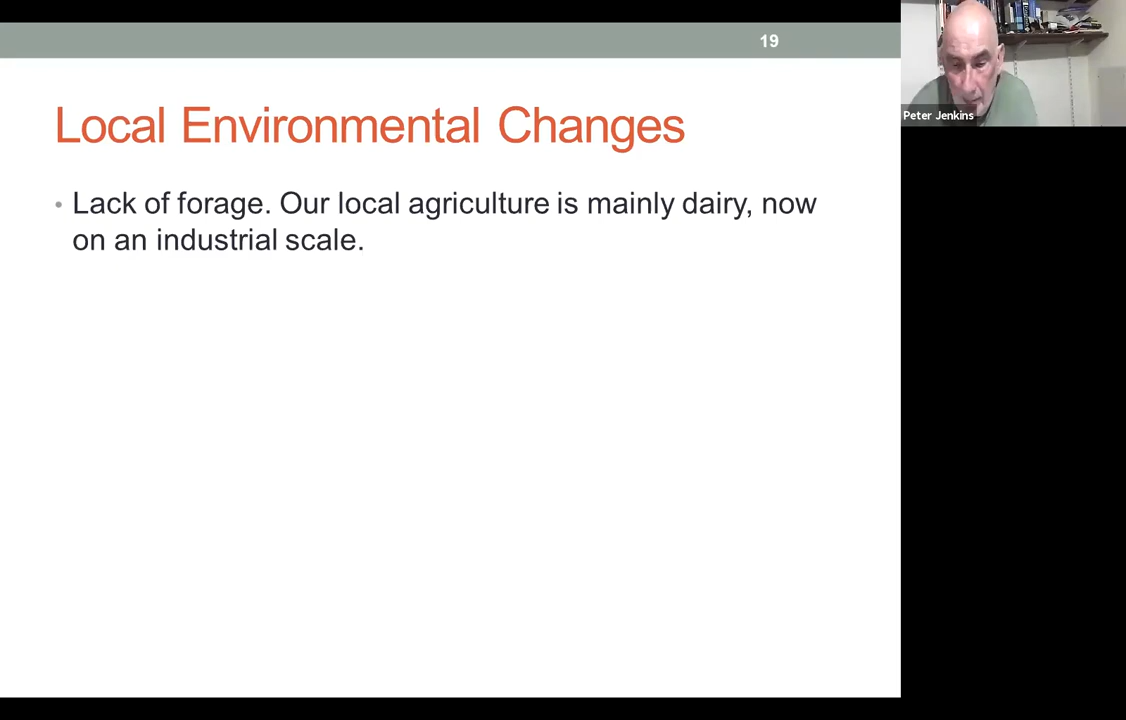 19
Local Environmental Changes
• Lack of forage. Our local agriculture is mainly dairy, now
on an industrial scale.
Peter Jenkins